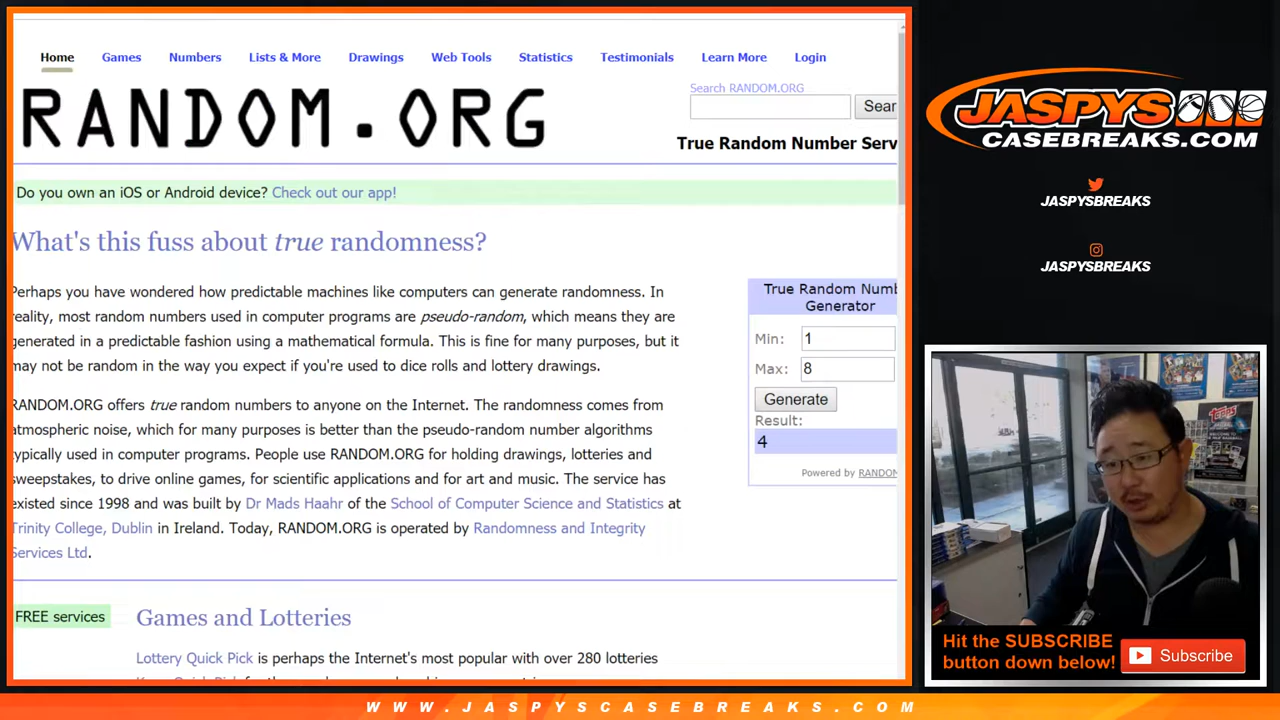 Home Games Numbers Lists & More Drawings Web Tools Statistics Testimonials Learn More Login
RANDOM.ORG
Search RANDOM.ORG
Sear
True Random Number Serv
Do you own an iOS or Android device? Check out our app!
What's this fuss about true randomness?
Perhaps you have wondered how predictable machines like computers can generate randomness. In
reality, most random numbers used in computer programs are pseudo-random, which means they are
generated in a predictable fashion using a mathematical formula. This is fine for many purposes, but it
may not be random in the way you expect if you're used to dice rolls and lottery drawings.
RANDOM.ORG offers true random numbers to anyone on the Internet. The randomness comes from
atmospheric noise, which for many purposes is better than the pseudo-random number algorithms
typically used in computer programs. People use RANDOM.ORG for holding drawings, lotteries and
sweepstakes, to drive online games, for scientific applications and for art and music. The service has
existed since 1998 and was built by Dr Mads Haahr of the School of Computer Science and Statistics at
Trinity College, Dublin in Ireland. Today, RANDOM.ORG is operated by Randomness and Integrity
Services Ltd.
True Random Numb
Generator
Min: 1
Max: 8
Generate
Result:
4
Powered by RANDOM
FREE services
Games and Lotteries
Lottery Quick Pick is perhaps the Internet's most popular with over 280 lotteries
JASPYS
CASEBREAKS.COM
JASPYSBREAKS
JASPYSBREAKS
Topps
Hit the SUBSCRIBE
button down below!
Subscribe
WWW.JASPYSCASEBREAKS.COM